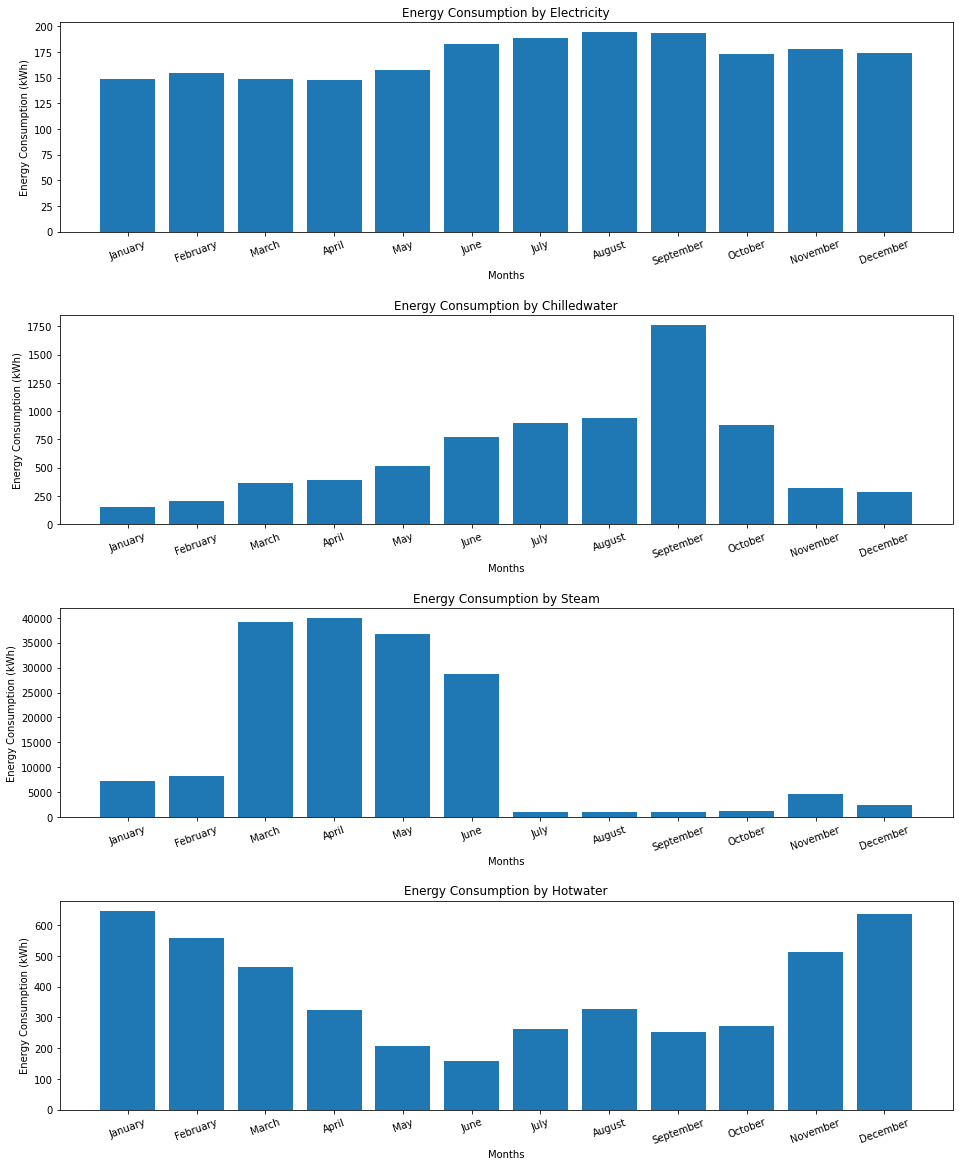 Energy Consumption by Electricity
Energy Consumption (kWh)
200
175
150
125
100
75
50
25
0
January February March April May June July August September October November December
Months
Energy Consumption by Chilledwater
Energy Consumption (kWh)
1750
1500
1250
1000
750
500
250
0
January February March April May June July August September October November December
Months
Energy Consumption by Steam
Energy Consumption (kWh)
40000
35000
30000
25000
20000
15000
10000
5000
0
January February March April May June July August September October November December
Months
Energy Consumption by Hotwater
Energy Consumption (kWh)
600
500
400
300
200
100
0
January February March April May June July August September October November December
Months